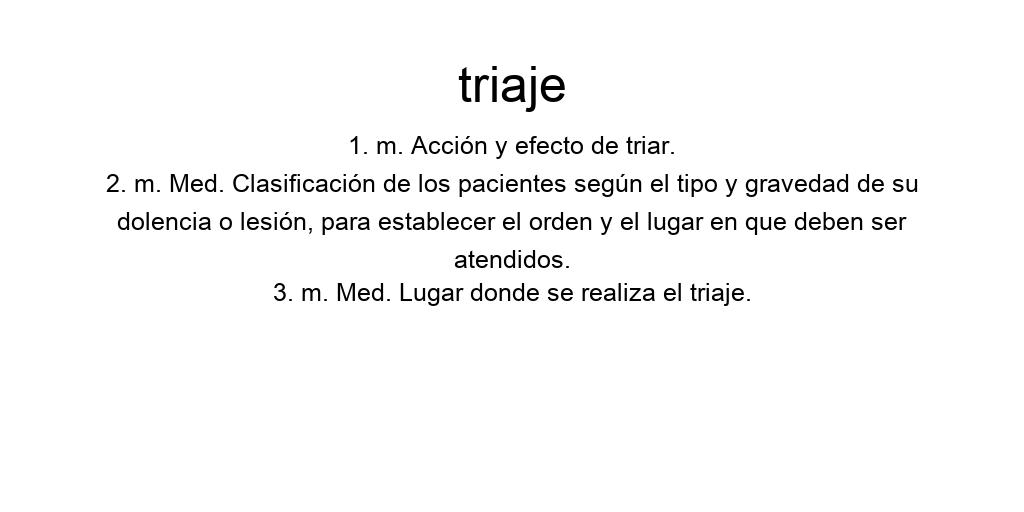 triaje
1. m. Acción y efecto de triar.
2. m. Med. Clasificación de los pacientes según el tipo y gravedad de su
dolencia o lesión, para establecer el orden y el lugar en que deben ser
atendidos.
3. m. Med. Lugar donde se realiza el triaje.